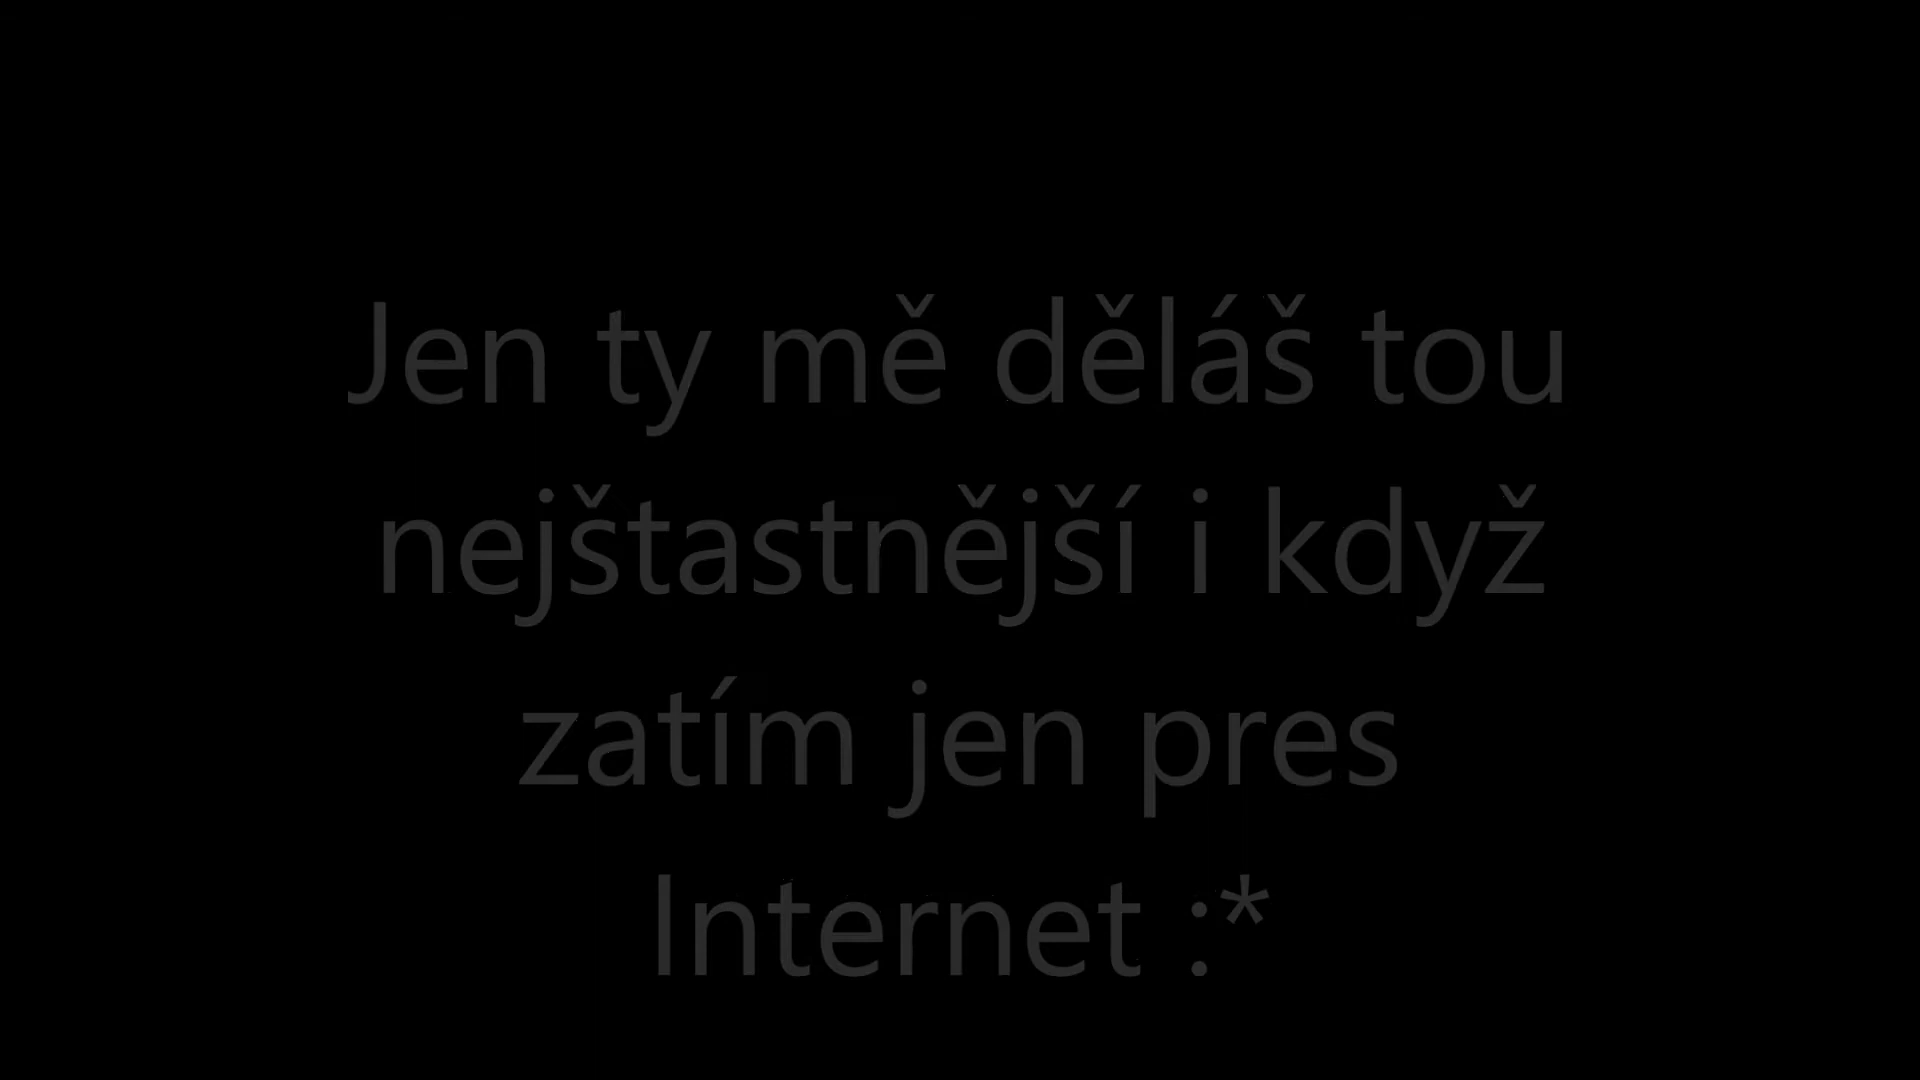 Jen ty mě děláš tou
nejštastnější i když
zatím jen pres
Internet :*